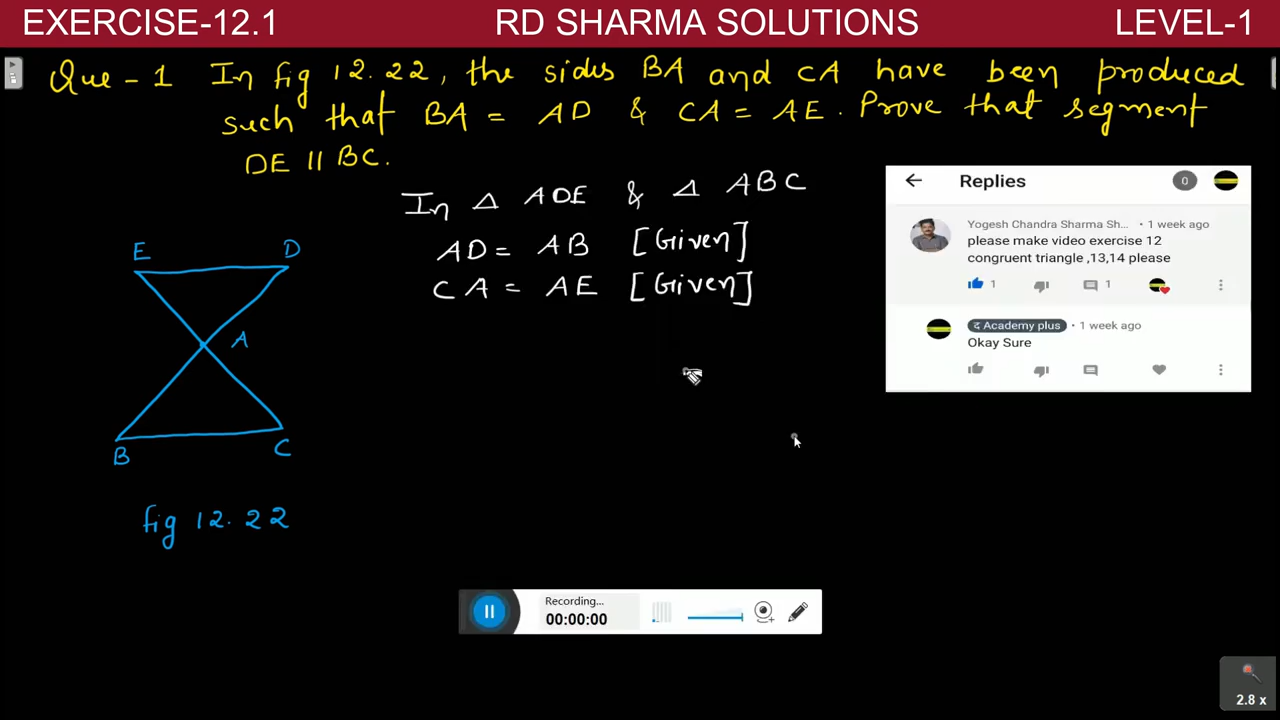 EXERCISE-12.1 RD SHARMA SOLUTIONS LEVEL-1
Que - 1 In fig 12.22, the sides BA and CA have been produced
such that BA = AD & CA = AE. Prove that segment
DE || BC.
In Δ ADE & Δ ABC
AD = AB [Given]
CA = AE [Given]
E D
A
B C
fig 12.22
Replies 0
Yogesh Chandra Sharma Sh... • 1 week ago
please make video exercise 12
congruent triangle ,13,14 please
1 1
द Academy plus • 1 week ago
Okay Sure
Recording...
00:00:00
2.8 x